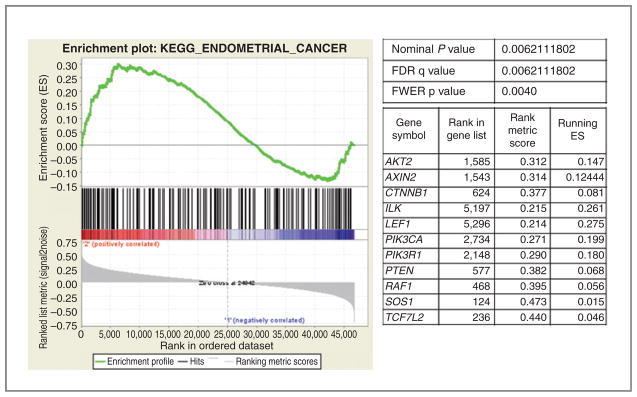 Enrichment plot: KEGG_ENDOMETRIAL_CANCER
Enrichment score (ES)
0.30
0.25
0.20
0.15
0.10
0.05
0.00
−0.05
−0.10
−0.15
Ranked list metric (signal2noise)
0.75
0.50
0.25
0.00
−0.25
−0.50
−0.75
"2" (positively correlated)
Zero cross at 24942
"1" (negatively correlated)
0 5,000 10,000 15,000 20,000 25,000 30,000 35,000 40,000 45,000
Rank in ordered dataset
Enrichment profile Hits Ranking metric scores
Nominal P value 0.0062111802
FDR q value 0.0062111802
FWER p value 0.0040
Gene symbol Rank in gene list Rank metric score Running ES
AKT2 1,585 0.312 0.147
AXIN2 1,543 0.314 0.12444
CTNNB1 624 0.377 0.081
ILK 5,197 0.215 0.261
LEF1 5,296 0.214 0.275
PIK3CA 2,734 0.271 0.199
PIK3R1 2,148 0.290 0.180
PTEN 577 0.382 0.068
RAF1 468 0.395 0.056
SOS1 124 0.473 0.015
TCF7L2 236 0.440 0.046